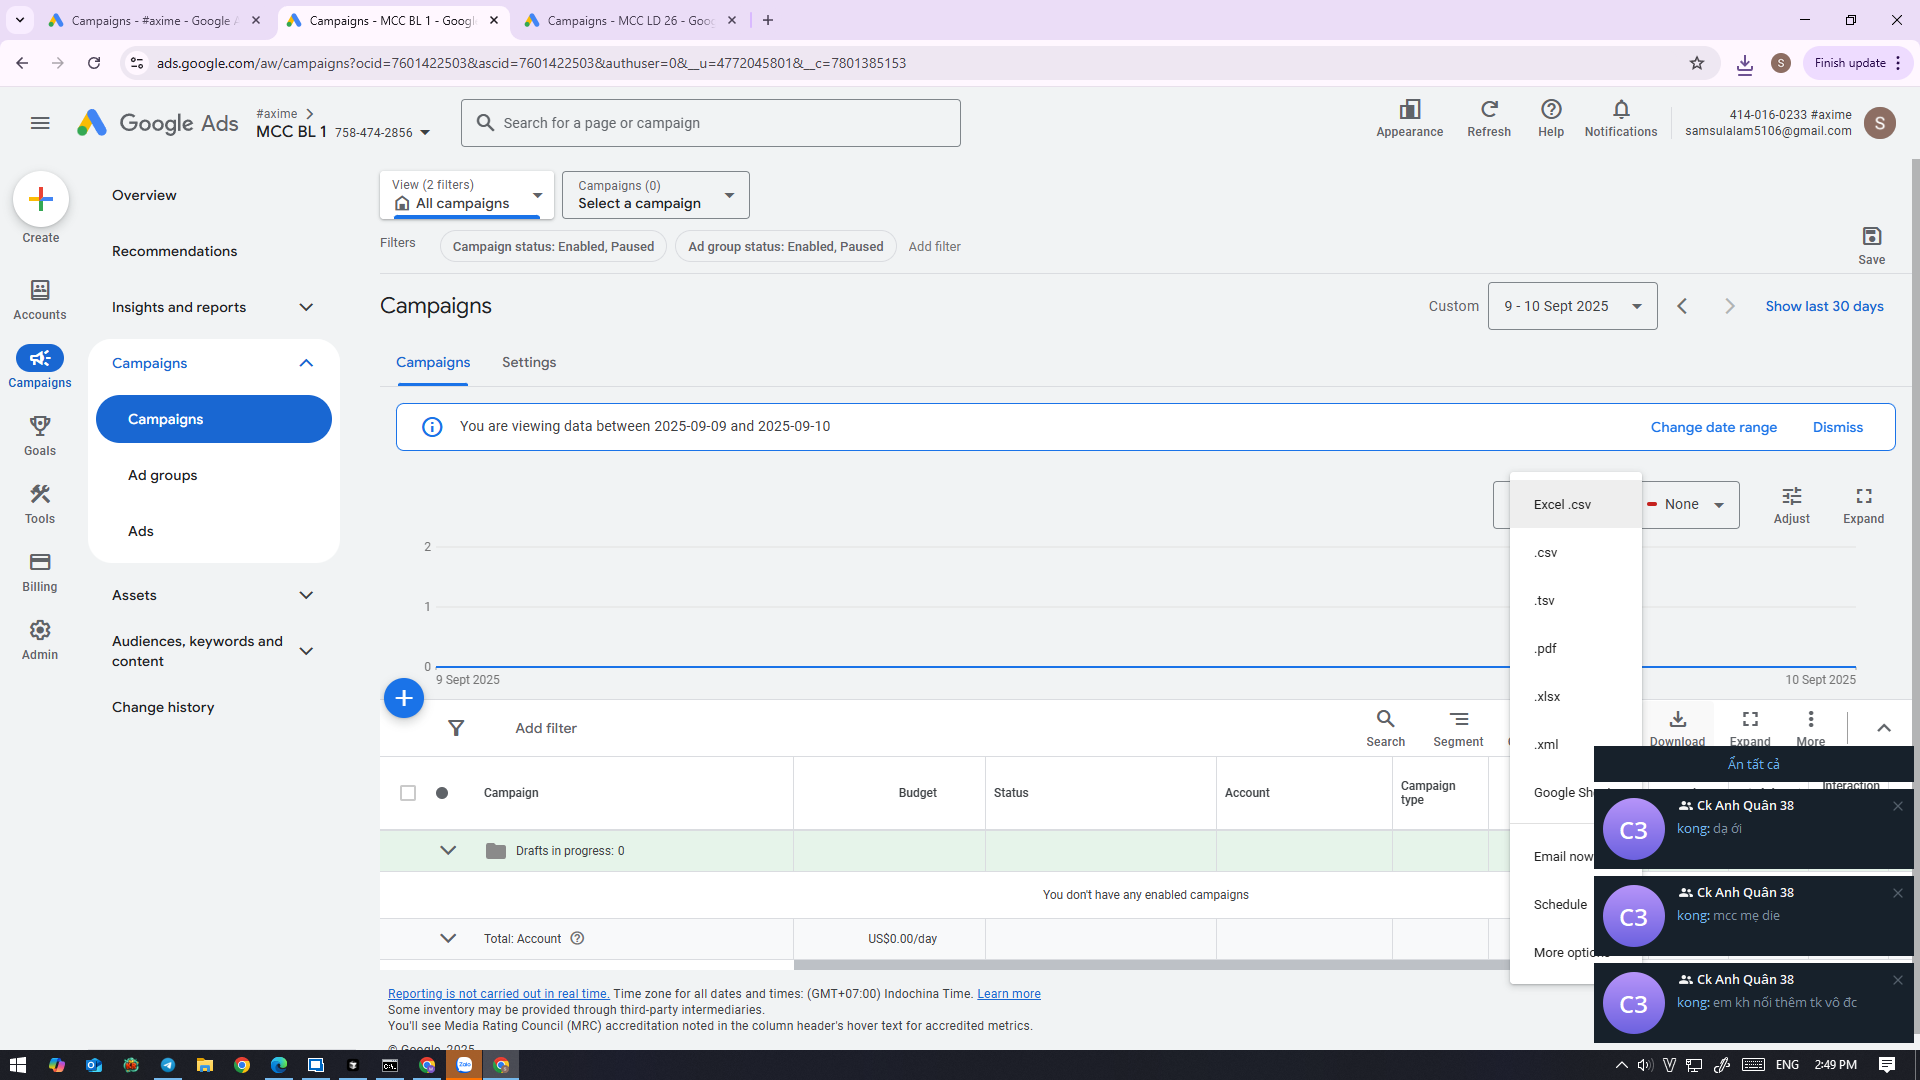 Campaigns - #axime - Google A
Campaigns - MCC BL 1 - Googl
Campaigns - MCC LD 26 - Goo
ads.google.com/aw/campaigns?ocid=7601422503&ascid=7601422503&authuser=0&__u=4772045801&__c=7801385153
S
Finish update
Google Ads
#axime
MCC BL 1 758-474-2856
Search for a page or campaign
Appearance
Refresh
Help
Notifications
414-016-0233 #axime
samsulalam5106@gmail.com
S
Create
Accounts
Campaigns
Goals
Tools
Billing
Admin
Overview
Recommendations
Insights and reports
Campaigns
Campaigns
Ad groups
Ads
Assets
Audiences, keywords and
content
Change history
View (2 filters)
All campaigns
Campaigns (0)
Select a campaign
Filters
Campaign status: Enabled, Paused
Ad group status: Enabled, Paused
Add filter
Save
Campaigns
Custom
9 - 10 Sept 2025
Show last 30 days
Campaigns
Settings
You are viewing data between 2025-09-09 and 2025-09-10
Change date range
Dismiss
None
Adjust
Expand
2
1
0
9 Sept 2025
10 Sept 2025
Excel .csv
.csv
.tsv
.pdf
.xlsx
.xml
Google Sh
Email now
Schedule
More options
Add filter
Search
Segment
Download
Expand
More
Campaign
Budget
Status
Account
Campaign
type
Interaction
Drafts in progress: 0
You don't have any enabled campaigns
Total: Account
US$0.00/day
Reporting is not carried out in real time. Time zone for all dates and times: (GMT+07:00) Indochina Time. Learn more
Some inventory may be provided through third-party intermediaries.
You'll see Media Rating Council (MRC) accreditation noted in the column header's hover text for accredited metrics.
© Google, 2025
Ẩn tất cả
C3
Ck Anh Quân 38
kong: dạ ới
C3
Ck Anh Quân 38
kong: mcc mẹ die
C3
Ck Anh Quân 38
kong: em kh nối thêm tk vô đc
Zalo
ENG
2:49 PM